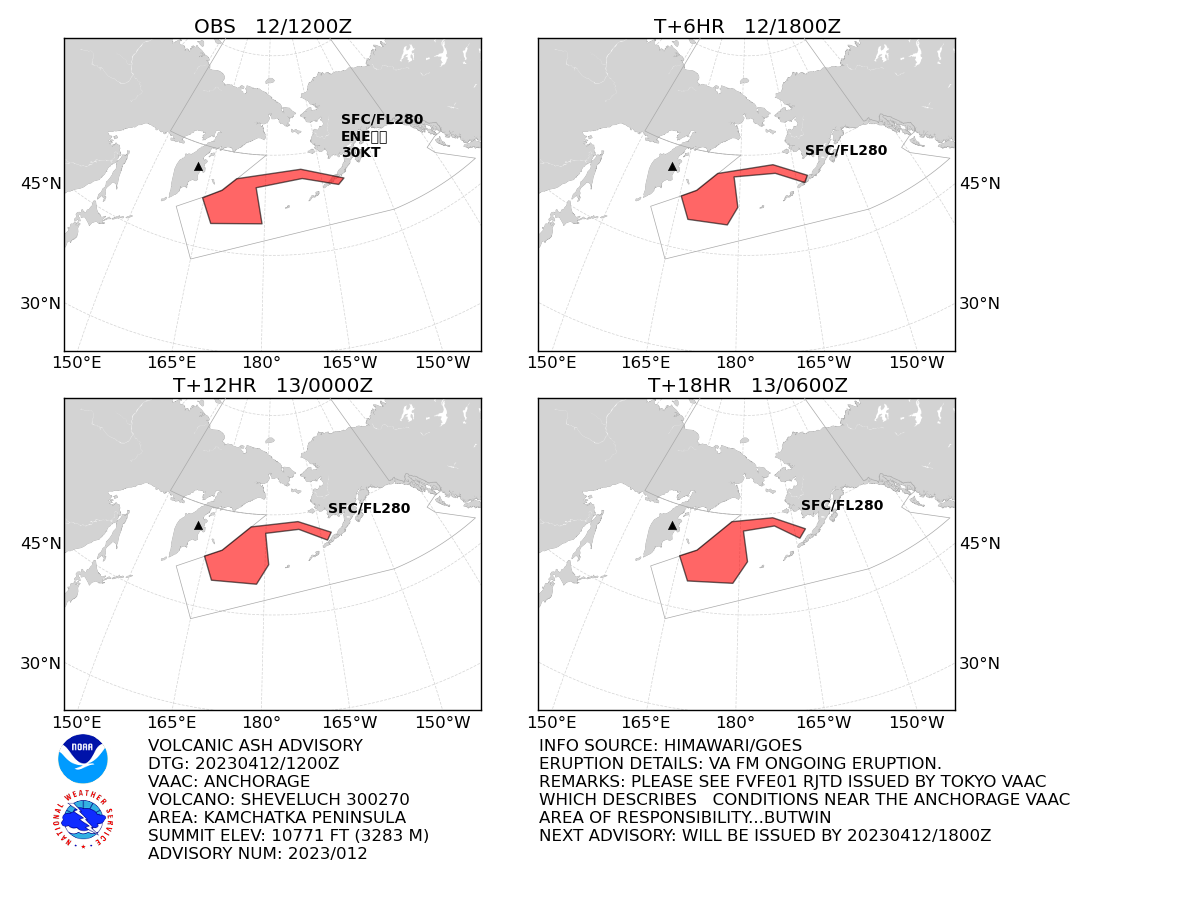 OBS   12/1200Z
T+6HR   12/1800Z
SFC/FL280
ENE▯▯
30KT
SFC/FL280
45°N
45°N
30°N
30°N
150°E 165°E 180° 165°W 150°W
150°E 165°E 180° 165°W 150°W
T+12HR   13/0000Z
T+18HR   13/0600Z
SFC/FL280
SFC/FL280
45°N
45°N
30°N
30°N
150°E 165°E 180° 165°W 150°W
150°E 165°E 180° 165°W 150°W
NOAA
NATIONAL WEATHER SERVICE
VOLCANIC ASH ADVISORY
DTG: 20230412/1200Z
VAAC: ANCHORAGE
VOLCANO: SHEVELUCH 300270
AREA: KAMCHATKA PENINSULA
SUMMIT ELEV: 10771 FT (3283 M)
ADVISORY NUM: 2023/012
INFO SOURCE: HIMAWARI/GOES
ERUPTION DETAILS: VA FM ONGOING ERUPTION.
REMARKS: PLEASE SEE FVFE01 RJTD ISSUED BY TOKYO VAAC
WHICH DESCRIBES   CONDITIONS NEAR THE ANCHORAGE VAAC
AREA OF RESPONSIBILITY...BUTWIN
NEXT ADVISORY: WILL BE ISSUED BY 20230412/1800Z